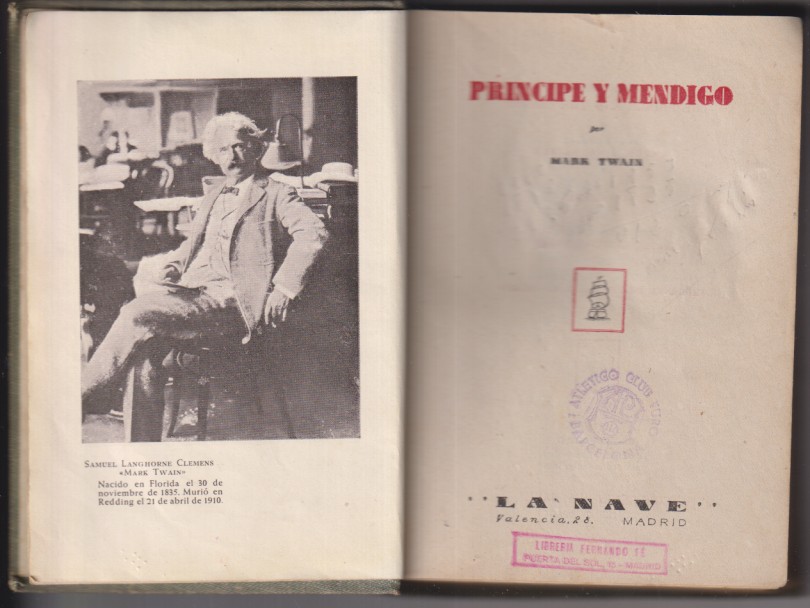 SAMUEL LANGHORNE CLEMENS
«MARK TWAIN»
Nacido en Florida el 30 de
noviembre de 1835. Murió en
Redding el 21 de abril de 1910.
PRINCIPE Y MENDIGO
por
MARK TWAIN
ATLETICO CLUB TURO
BARCELONA
"LA NAVE"
Valencia, 28. MADRID
LIBRERIA FERNANDO FE
PUERTA DEL SOL, 15 - MADRID